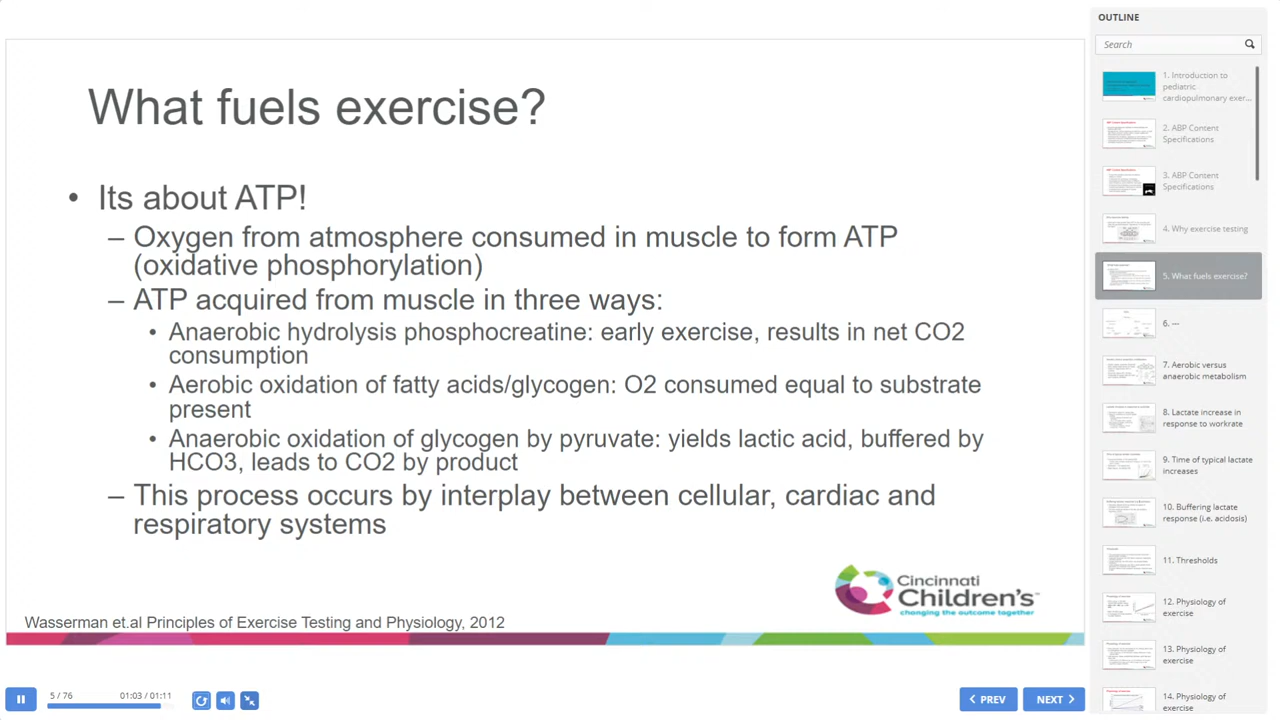 What fuels exercise?
• Its about ATP!
– Oxygen from atmosphere consumed in muscle to form ATP
(oxidative phosphorylation)
– ATP acquired from muscle in three ways:
• Anaerobic hydrolysis phosphocreatine: early exercise, results in net CO2
consumption
• Aerobic oxidation of fatty acids/glycogen: O2 consumed equal to substrate
present
• Anaerobic oxidation of glycogen by pyruvate: yields lactic acid, buffered by
HCO3, leads to CO2 by product
– This process occurs by interplay between cellular, cardiac and
respiratory systems
Cincinnati
Children's™
changing the outcome together
Wasserman et.al Principles of Exercise Testing and Physiology, 2012
5 / 76
01:03 / 01:11
PREV
NEXT
OUTLINE
Search
1. Introduction to
pediatric
cardiopulmonary exer...
2. ABP Content
Specifications
3. ABP Content
Specifications
4. Why exercise testing
5. What fuels exercise?
6. ---
7. Aerobic versus
anaerobic metabolism
8. Lactate increase in
response to workrate
9. Time of typical lactate
increases
10. Buffering lactate
response (i.e. acidosis)
11. Thresholds
12. Physiology of
exercise
13. Physiology of
exercise
14. Physiology of
exercise